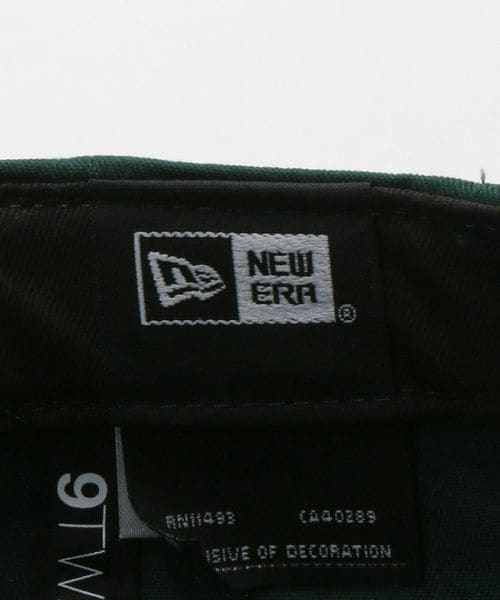 NEW
ERA
®
RN11493 CA40289
SIVE OF DECORATION
9TW